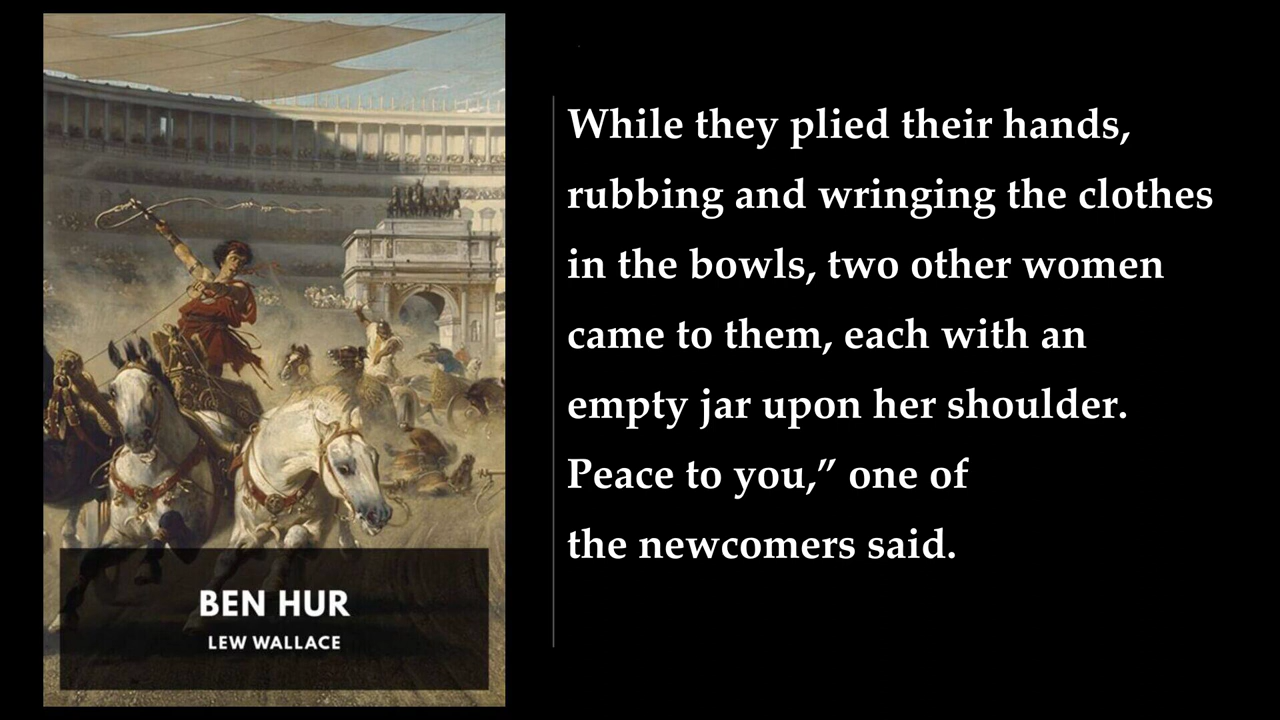 BEN HUR
LEW WALLACE
While they plied their hands,
rubbing and wringing the clothes
in the bowls, two other women
came to them, each with an
empty jar upon her shoulder.
Peace to you,” one of
the newcomers said.